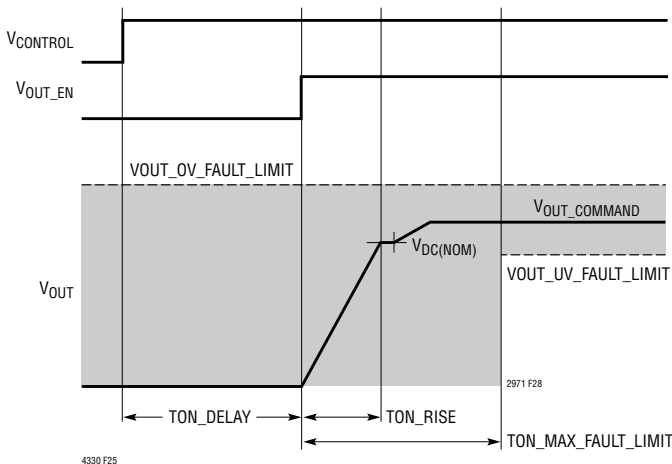 VCONTROL
VOUT_EN
VOUT_OV_FAULT_LIMIT
VOUT_COMMAND
VDC(NOM)
VOUT_UV_FAULT_LIMIT
VOUT
2971 F28
TON_DELAY
TON_RISE
TON_MAX_FAULT_LIMIT
4330 F25